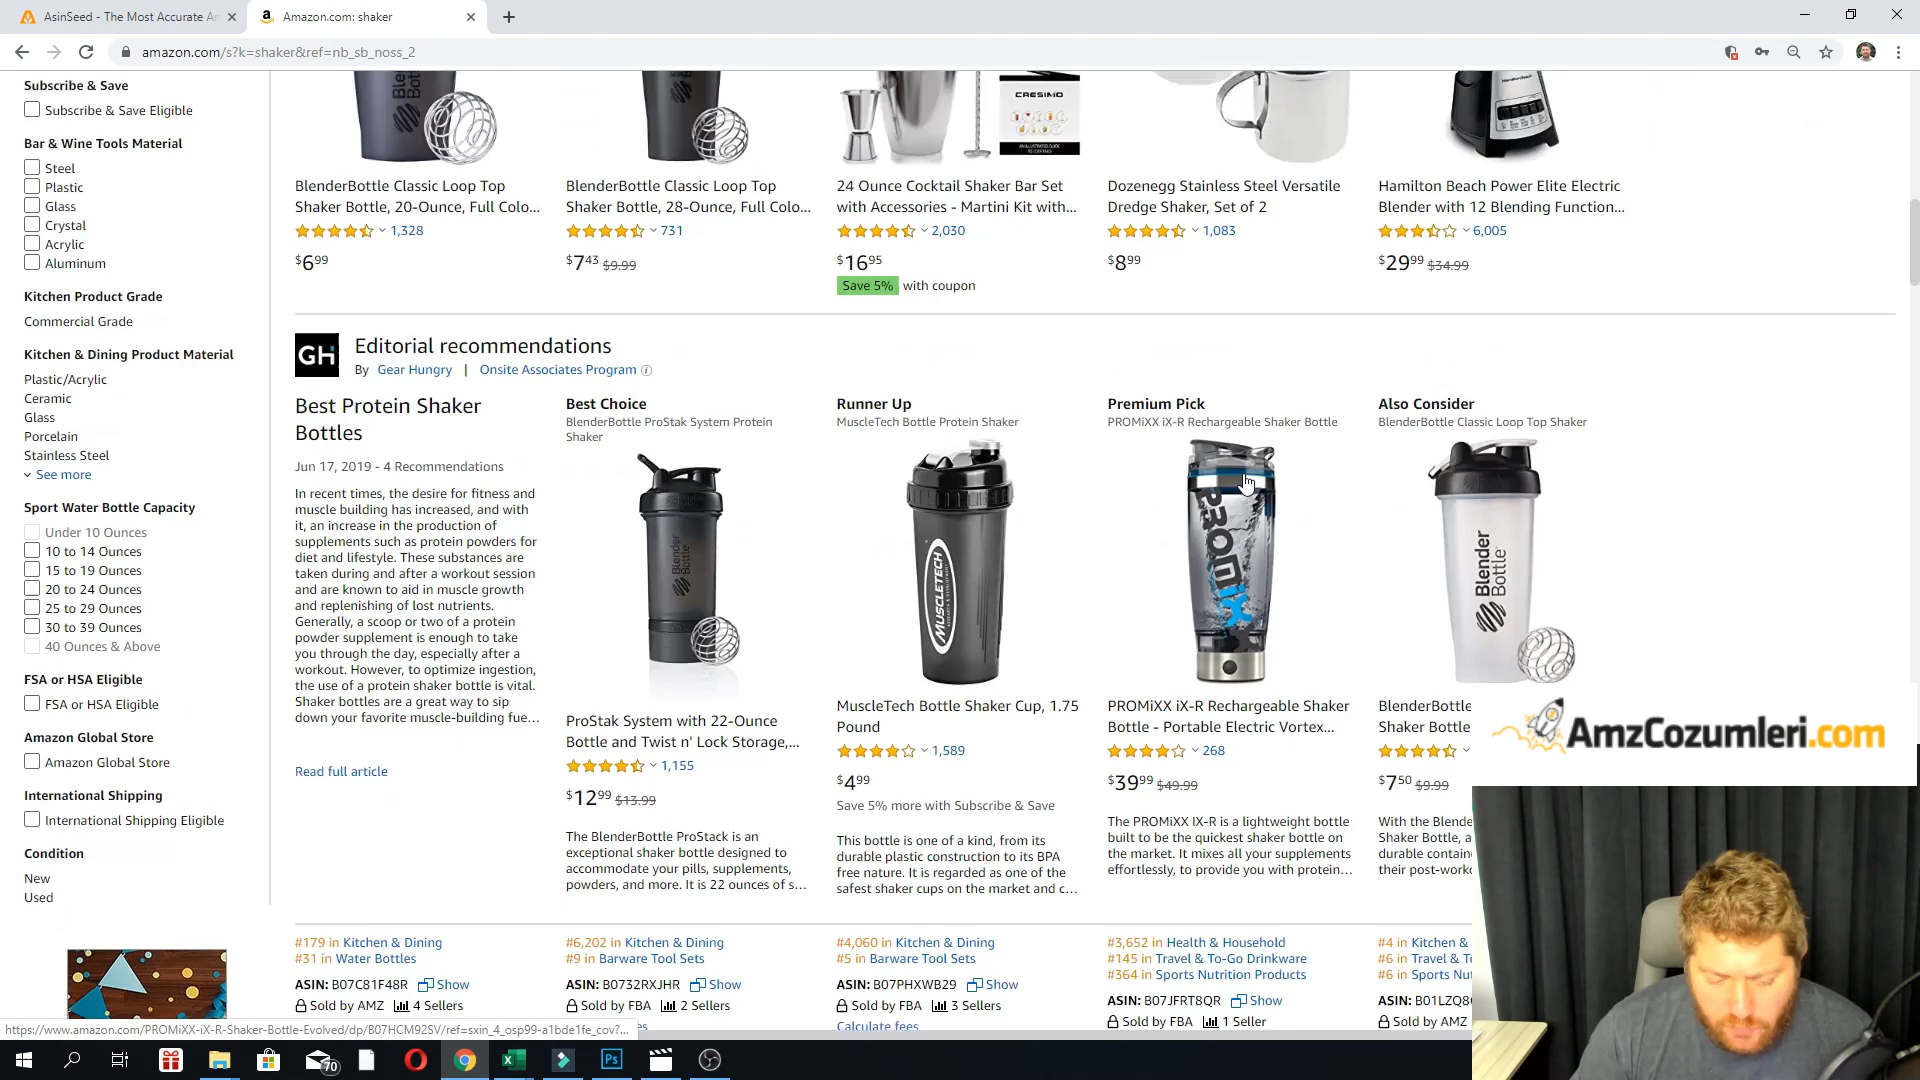 AsinSeed - The Most Accurate Ar
Amazon.com: shaker
amazon.com/s?k=shaker&ref=nb_sb_noss_2
Subscribe & Save
Subscribe & Save Eligible
Bar & Wine Tools Material
Steel
Plastic
Glass
Crystal
Acrylic
Aluminum
Kitchen Product Grade
Commercial Grade
Kitchen & Dining Product Material
Plastic/Acrylic
Ceramic
Glass
Porcelain
Stainless Steel
See more
Sport Water Bottle Capacity
Under 10 Ounces
10 to 14 Ounces
15 to 19 Ounces
20 to 24 Ounces
25 to 29 Ounces
30 to 39 Ounces
40 Ounces & Above
FSA or HSA Eligible
FSA or HSA Eligible
Amazon Global Store
Amazon Global Store
International Shipping
International Shipping Eligible
Condition
New
Used
CRESIMO
BlenderBottle Classic Loop Top
Shaker Bottle, 20-Ounce, Full Colo...
1,328
$6.99
BlenderBottle Classic Loop Top
Shaker Bottle, 28-Ounce, Full Colo...
731
$7.43 $9.99
24 Ounce Cocktail Shaker Bar Set
with Accessories - Martini Kit with...
2,030
$16.95
Save 5% with coupon
Dozenegg Stainless Steel Versatile
Dredge Shaker, Set of 2
1,083
$8.99
Hamilton Beach Power Elite Electric
Blender with 12 Blending Function...
6,005
$29.99 $34.99
GH
Editorial recommendations
By Gear Hungry | Onsite Associates Program
Best Protein Shaker
Bottles
Jun 17, 2019 - 4 Recommendations
In recent times, the desire for fitness and
muscle building has increased, and with
it, an increase in the production of
supplements such as protein powders for
diet and lifestyle. These substances are
taken during and after a workout session
and are known to aid in muscle growth
and replenishing of lost nutrients.
Generally, a scoop or two of a protein
powder supplement is enough to take
you through the day, especially after a
workout. However, to optimize ingestion,
the use of a protein shaker bottle is vital.
Shaker bottles are a great way to sip
down your favorite muscle-building fue...
Read full article
Best Choice
BlenderBottle ProStak System Protein
Shaker
Blender Bottle
ProStak System with 22-Ounce
Bottle and Twist n' Lock Storage,...
1,155
$12.99 $13.99
The BlenderBottle ProStack is an
exceptional shaker bottle designed to
accommodate your pills, supplements,
powders, and more. It is 22 ounces of s...
Runner Up
MuscleTech Bottle Protein Shaker
MUSCLETECH
MuscleTech Bottle Shaker Cup, 1.75
Pound
1,589
$4.99
Save 5% more with Subscribe & Save
This bottle is one of a kind, from its
durable plastic construction to its BPA
free nature. It is regarded as one of the
safest shaker cups on the market and c...
Premium Pick
PROMiXX iX-R Rechargeable Shaker Bottle
PROMiX
PROMiXX iX-R Rechargeable Shaker
Bottle - Portable Electric Vortex...
268
$39.99 $49.99
The PROMiXX IX-R is a lightweight bottle
built to be the quickest shaker bottle on
the market. It mixes all your supplements
effortlessly, to provide you with protein...
Also Consider
BlenderBottle Classic Loop Top Shaker
Blender Bottle
BlenderBottle
Shaker Bottle
$7.50 $9.99
With the Blend
Shaker Bottle, a
durable contain
their post-work
AmzCozumleri.com
#179 in Kitchen & Dining
#31 in Water Bottles
ASIN: B07C81F48R Show
Sold by AMZ 4 Sellers
#6,202 in Kitchen & Dining
#9 in Barware Tool Sets
ASIN: B0732RXJHR Show
Sold by FBA 2 Sellers
#4,060 in Kitchen & Dining
#5 in Barware Tool Sets
ASIN: B07PHXWB29 Show
Sold by FBA 3 Sellers
Calculate fees
#3,652 in Health & Household
#145 in Travel & To-Go Drinkware
#364 in Sports Nutrition Products
ASIN: B07JFRT8QR Show
Sold by FBA 1 Seller
#4 in Kitchen &
#6 in Travel & T
#6 in Sports Nut
ASIN: B01LZQ8
Sold by AMZ
https://www.amazon.com/PROMiXX-iX-R-Shaker-Bottle-Evolved/dp/B07HCM92SV/ref=sxin_4_osp99-a1bde1fe_cov?...
70
Ps